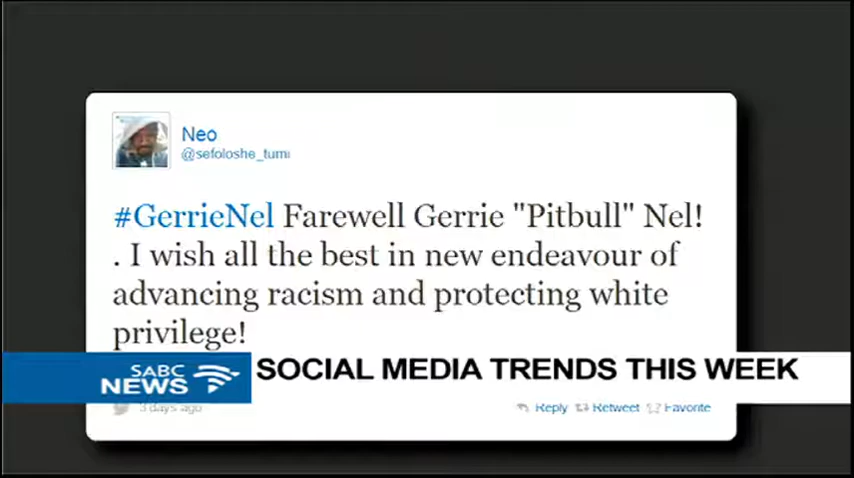 Neo
@sefoloshe_tumi
#GerrieNel Farewell Gerrie "Pitbull" Nel!
. I wish all the best in new endeavour of
advancing racism and protecting white
privilege!
SABC
NEWS
SOCIAL MEDIA TRENDS THIS WEEK
3 days ago
Reply Retweet Favorite